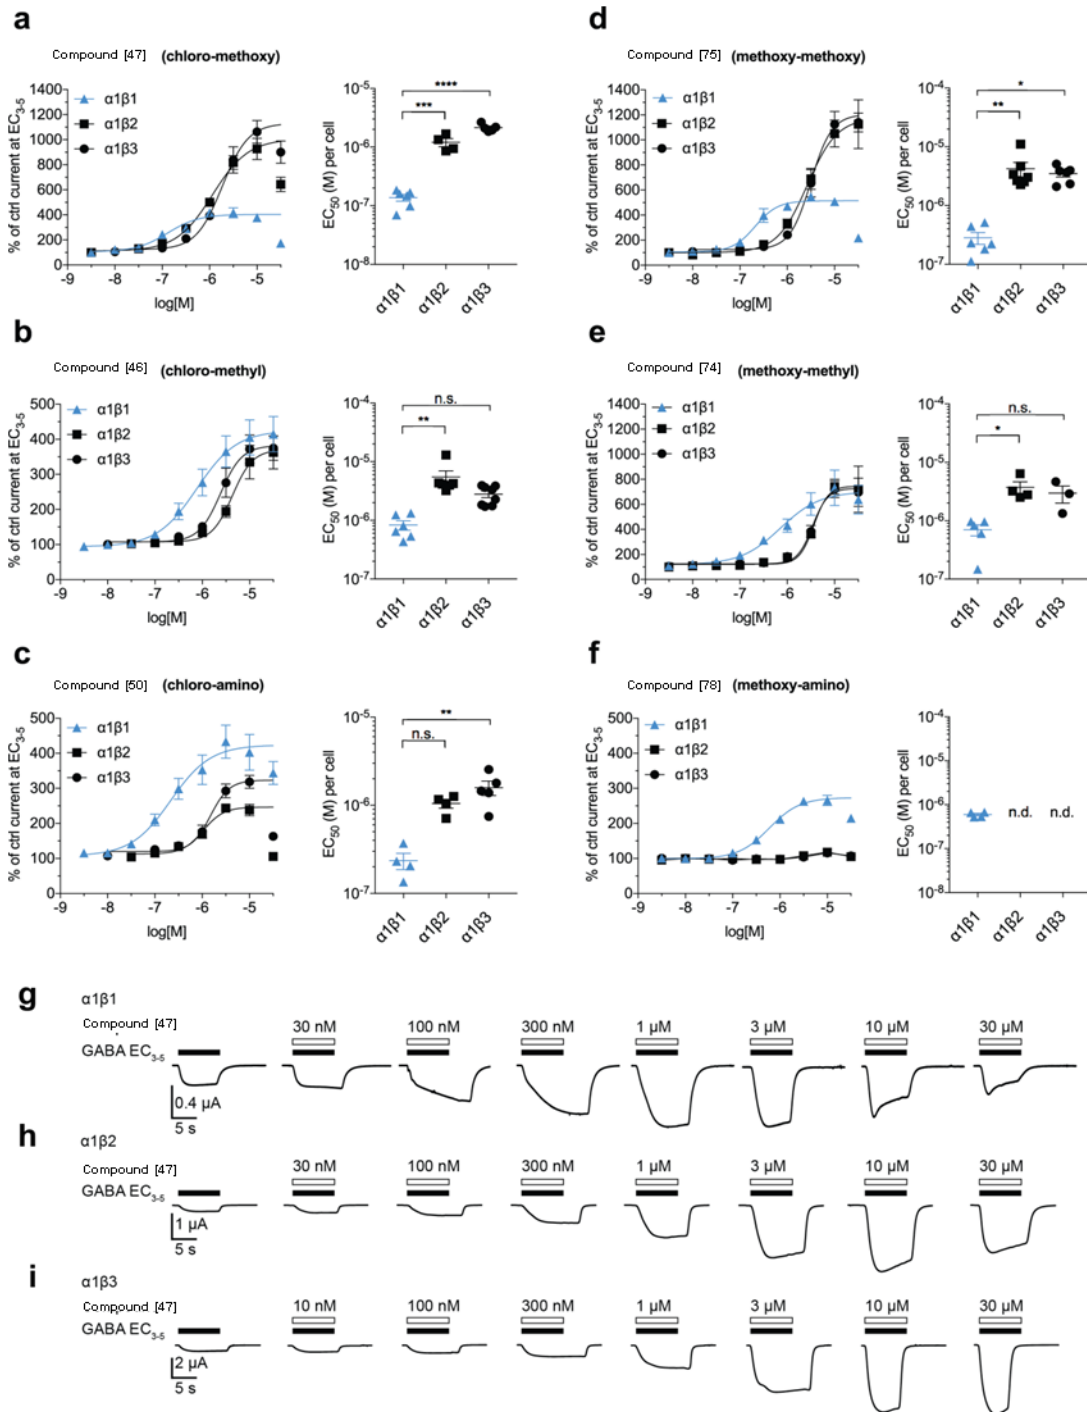 a
Compound [47] (chloro-methoxy)
% of ctrl current at EC3-5
1400
1200
1000
800
600
400
200
0
α1β1
α1β2
α1β3
-9 -8 -7 -6 -5
log[M]
EC50 (M) per cell
10-5
10-6
10-7
10-8
****
***
α1β1 α1β2 α1β3
d
Compound [75] (methoxy-methoxy)
% of ctrl current at EC3-5
1400
1200
1000
800
600
400
200
0
α1β1
α1β2
α1β3
-9 -8 -7 -6 -5
log[M]
EC50 (M) per cell
10-4
10-5
10-6
10-7
*
**
α1β1 α1β2 α1β3
b
Compound [46] (chloro-methyl)
% of ctrl current at EC3-5
500
400
300
200
100
0
α1β1
α1β2
α1β3
-9 -8 -7 -6 -5
log[M]
EC50 (M) per cell
10-4
10-5
10-6
10-7
n.s.
**
α1β1 α1β2 α1β3
e
Compound [74] (methoxy-methyl)
% of ctrl current at EC3-5
1400
1200
1000
800
600
400
200
0
α1β1
α1β2
α1β3
-9 -8 -7 -6 -5
log[M]
EC50 (M) per cell
10-4
10-5
10-6
10-7
n.s.
*
α1β1 α1β2 α1β3
c
Compound [50] (chloro-amino)
% of ctrl current at EC3-5
500
400
300
200
100
0
α1β1
α1β2
α1β3
-9 -8 -7 -6 -5
log[M]
EC50 (M) per cell
10-5
10-6
10-7
**
n.s.
α1β1 α1β2 α1β3
f
Compound [78] (methoxy-amino)
% of ctrl current at EC3-5
500
400
300
200
100
0
α1β1
α1β2
α1β3
-9 -8 -7 -6 -5
log[M]
EC50 (M) per cell
10-4
10-5
10-6
10-7
10-8
n.d. n.d.
α1β1 α1β2 α1β3
g
α1β1
Compound [47] 30 nM 100 nM 300 nM 1 µM 3 µM 10 µM 30 µM
GABA EC3-5
0.4 µA
5 s
h
α1β2
Compound [47] 30 nM 100 nM 300 nM 1 µM 3 µM 10 µM 30 µM
GABA EC3-5
1 µA
5 s
i
α1β3
Compound [47] 10 nM 100 nM 300 nM 1 µM 3 µM 10 µM 30 µM
GABA EC3-5
2 µA
5 s